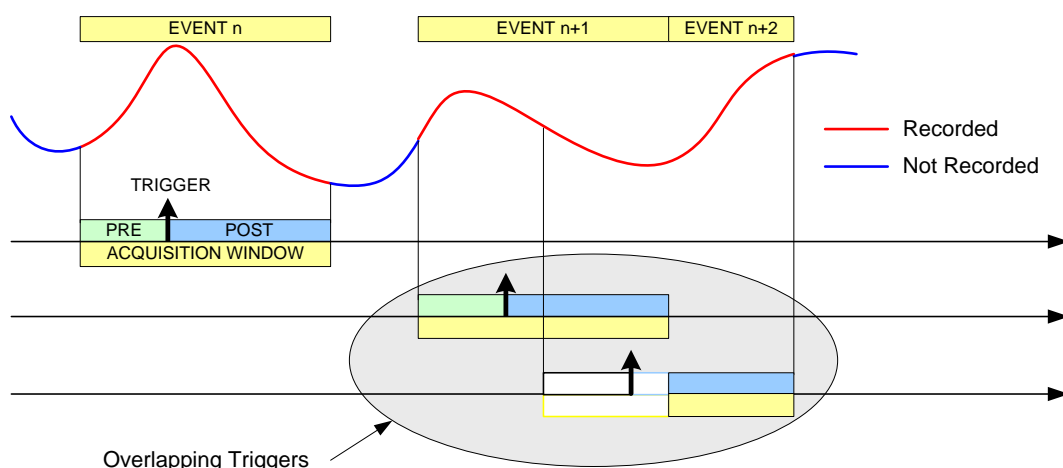 EVENT n
EVENT n+1
EVENT n+2
Recorded
Not Recorded
TRIGGER
PRE
POST
ACQUISITION WINDOW
Overlapping Triggers